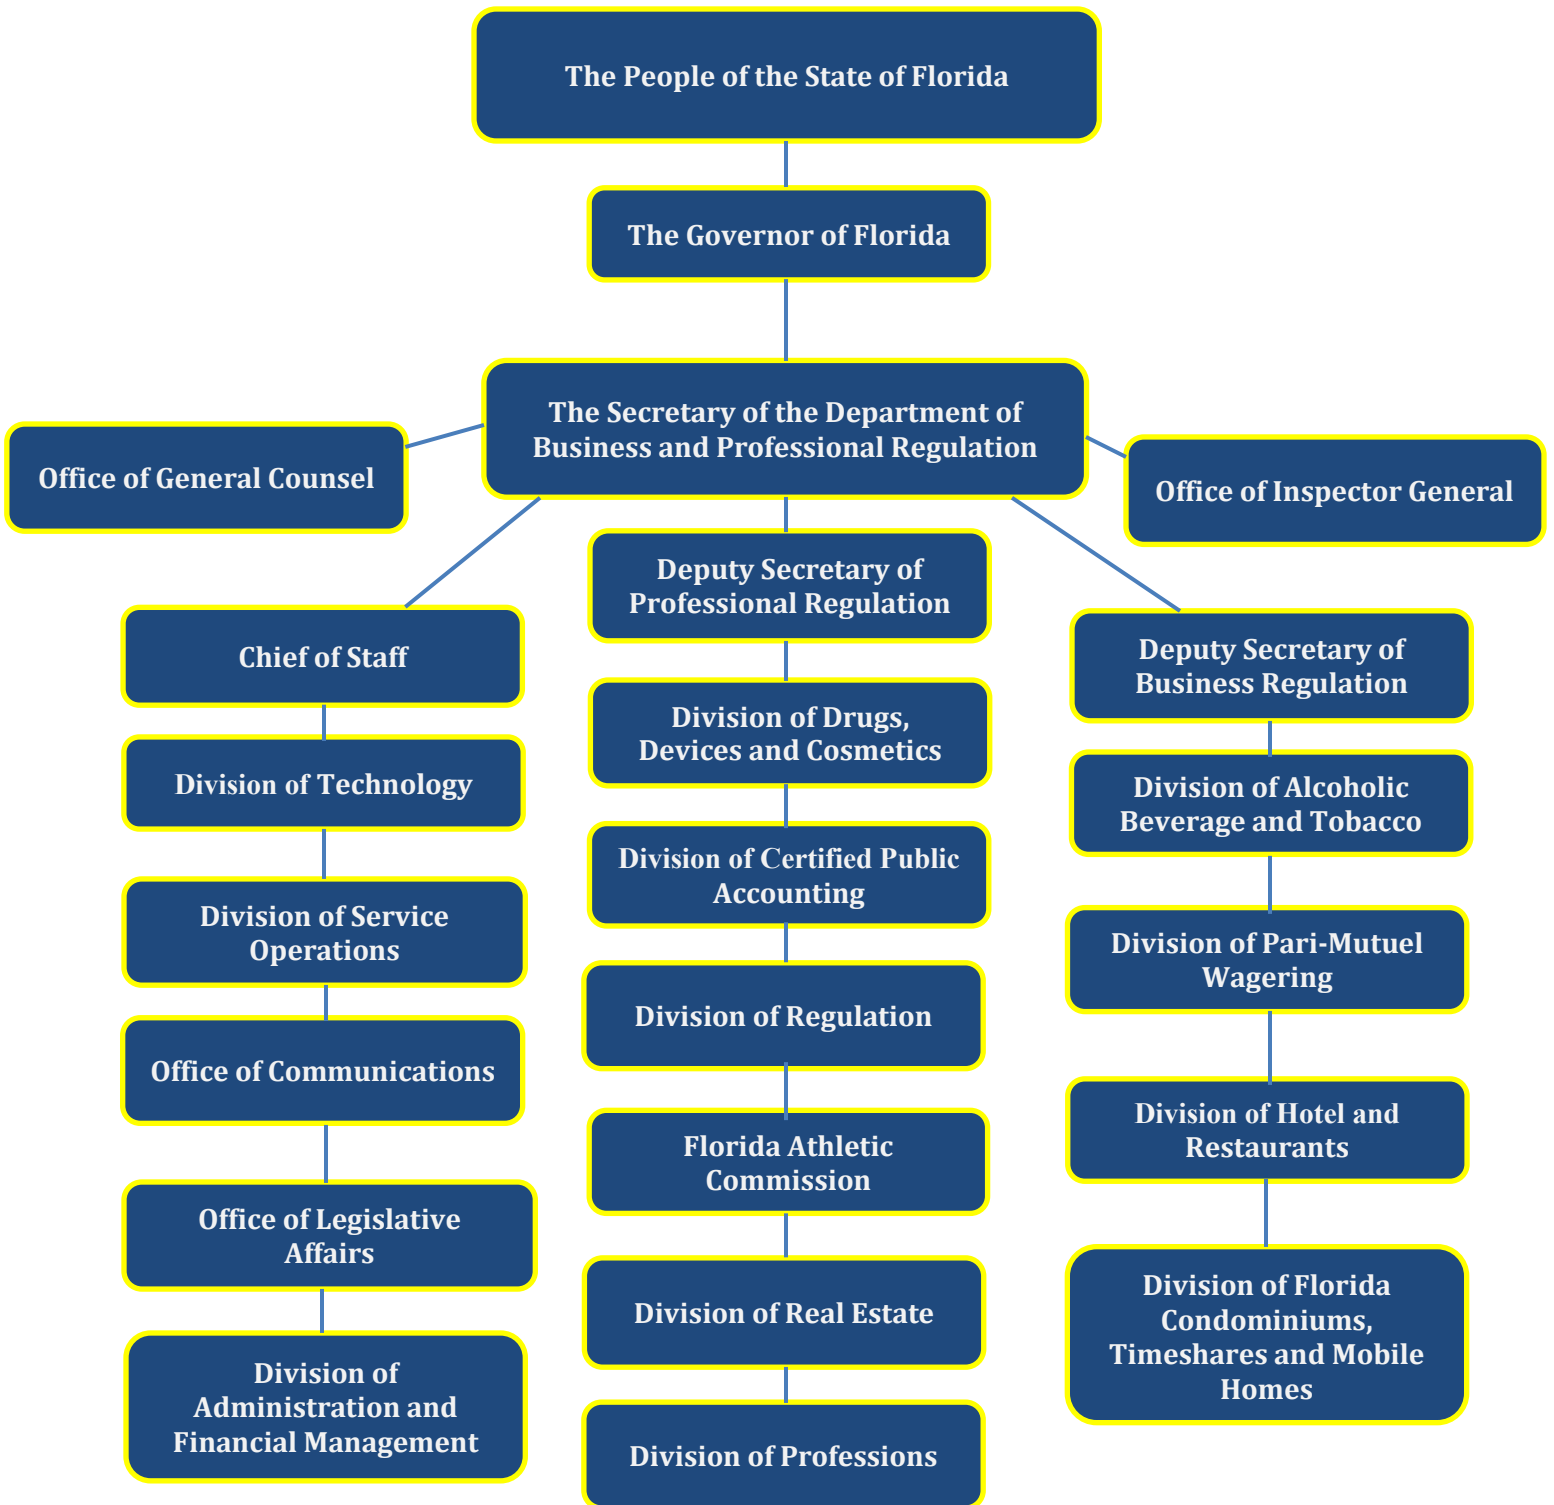 The People of the State of Florida
The Governor of Florida
The Secretary of the Department of
Business and Professional Regulation
Office of General Counsel
Office of Inspector General
Chief of Staff
Division of Technology
Division of Service
Operations
Office of Communications
Office of Legislative
Affairs
Division of
Administration and
Financial Management
Deputy Secretary of
Professional Regulation
Division of Drugs,
Devices and Cosmetics
Division of Certified Public
Accounting
Division of Regulation
Florida Athletic
Commission
Division of Real Estate
Division of Professions
Deputy Secretary of
Business Regulation
Division of Alcoholic
Beverage and Tobacco
Division of Pari-Mutuel
Wagering
Division of Hotel and
Restaurants
Division of Florida
Condominiums,
Timeshares and Mobile
Homes